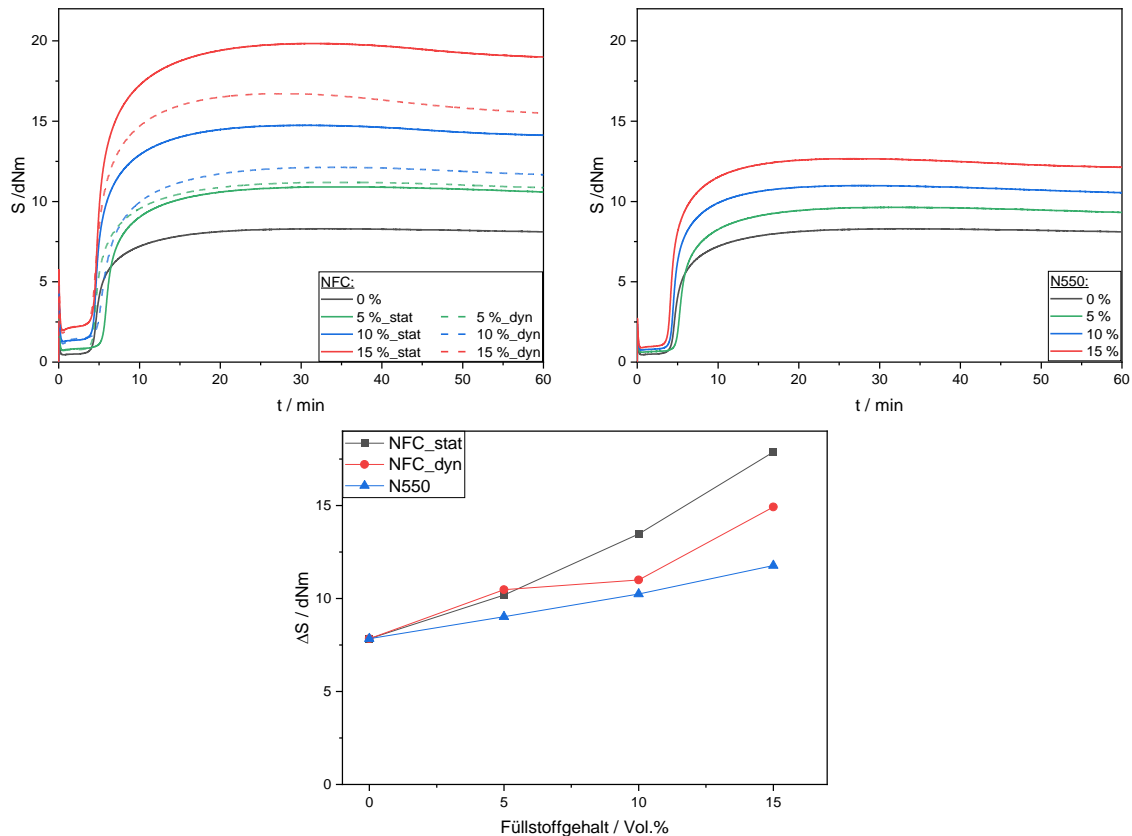 20
15
10
5
0
S /dNm
0 10 20 30 40 50 60
t / min
NFC:
0 %
5 %_stat 5 %_dyn
10 %_stat 10 %_dyn
15 %_stat 15 %_dyn
20
15
10
5
0
S /dNm
0 10 20 30 40 50 60
t / min
N550:
0 %
5 %
10 %
15 %
NFC_stat
NFC_dyn
N550
15
10
5
0
ΔS / dNm
0 5 10 15
Füllstoffgehalt / Vol.%